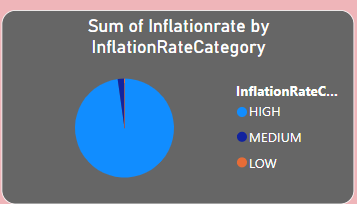 Sum of Inflationrate by
InflationRateCategory
InflationRateC...
HIGH
MEDIUM
LOW